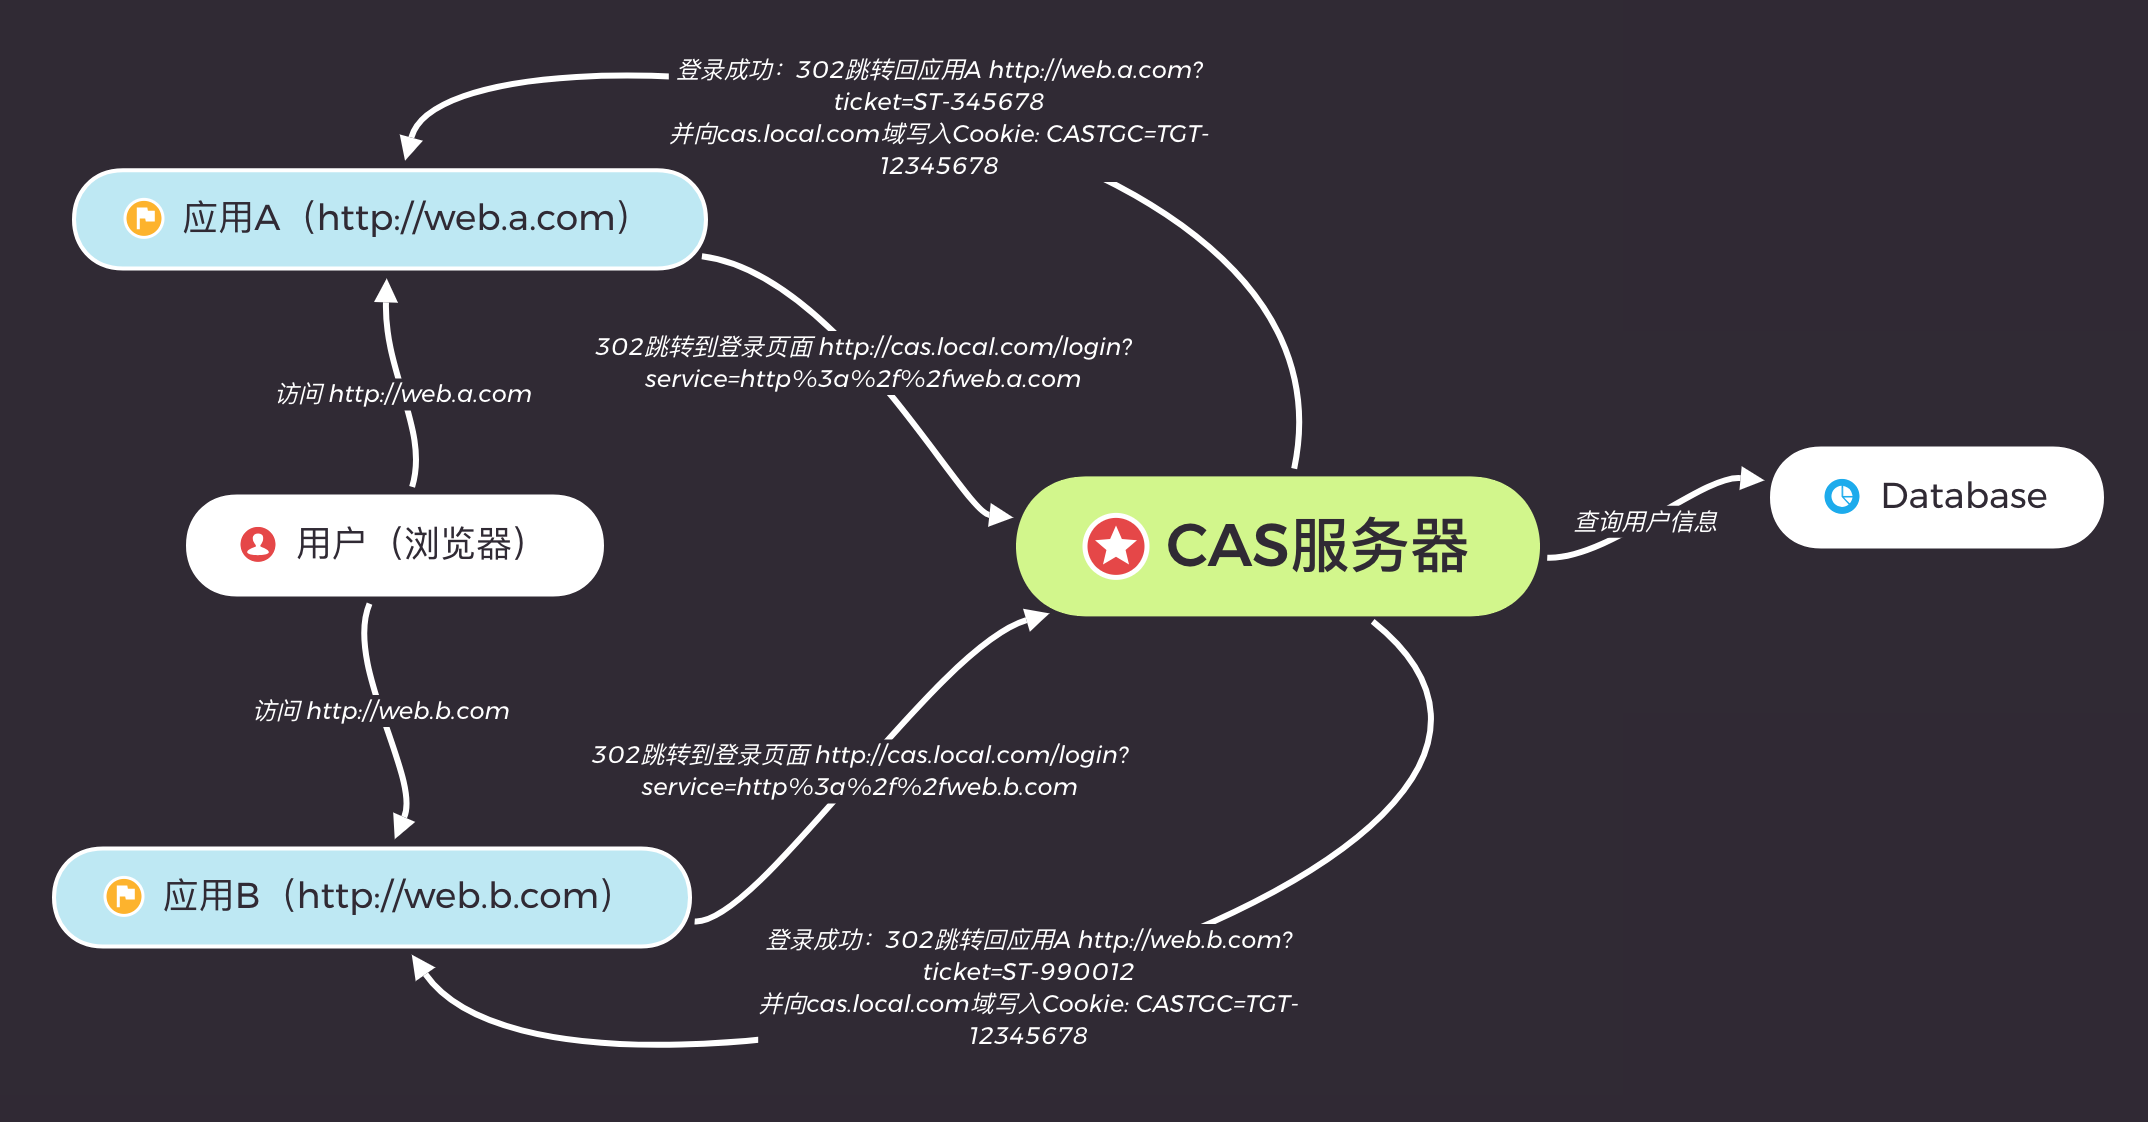 登录成功：302跳转回应用A http://web.a.com?
ticket=ST-345678
并向cas.local.com域写入Cookie: CASTGC=TGT-
12345678
应用A（http://web.a.com）
302跳转到登录页面 http://cas.local.com/login?
service=http%3a%2f%2fweb.a.com
访问 http://web.a.com
用户（浏览器）
CAS服务器
查询用户信息
Database
访问 http://web.b.com
302跳转到登录页面 http://cas.local.com/login?
service=http%3a%2f%2fweb.b.com
应用B（http://web.b.com）
登录成功：302跳转回应用A http://web.b.com?
ticket=ST-990012
并向cas.local.com域写入Cookie: CASTGC=TGT-
12345678